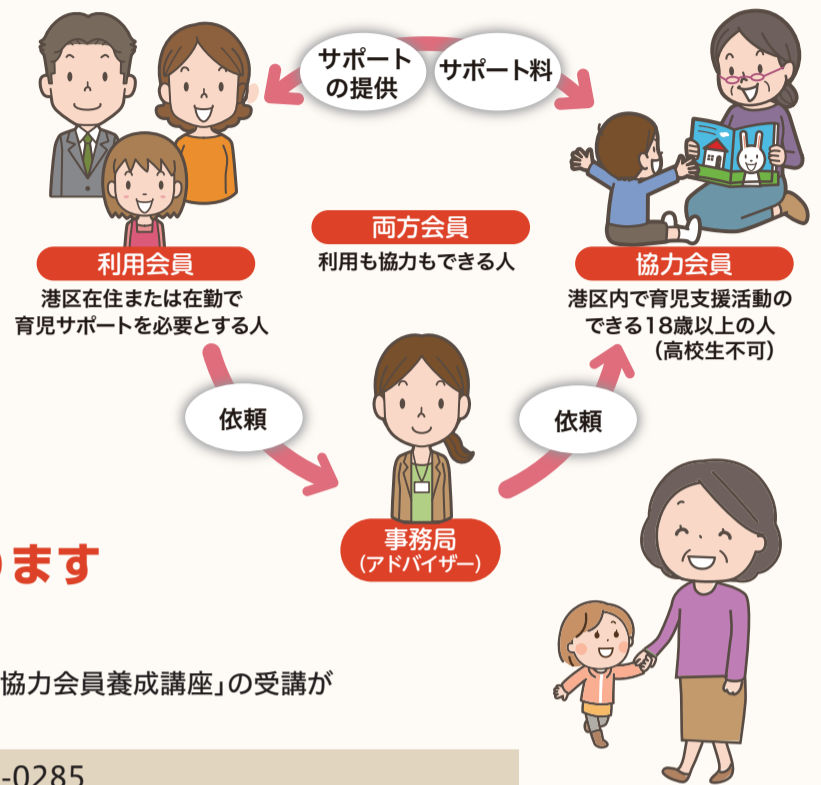 サポート
の提供
サポート料
両方会員
利用も協力もできる人
利用会員
港区在住または在勤で
育児サポートを必要とする人
協力会員
港区内で育児支援活動の
できる18歳以上の人
（高校生不可）
依頼
依頼
事務局
（アドバイザー）
ます
協力会員養成講座」の受講が
-0285